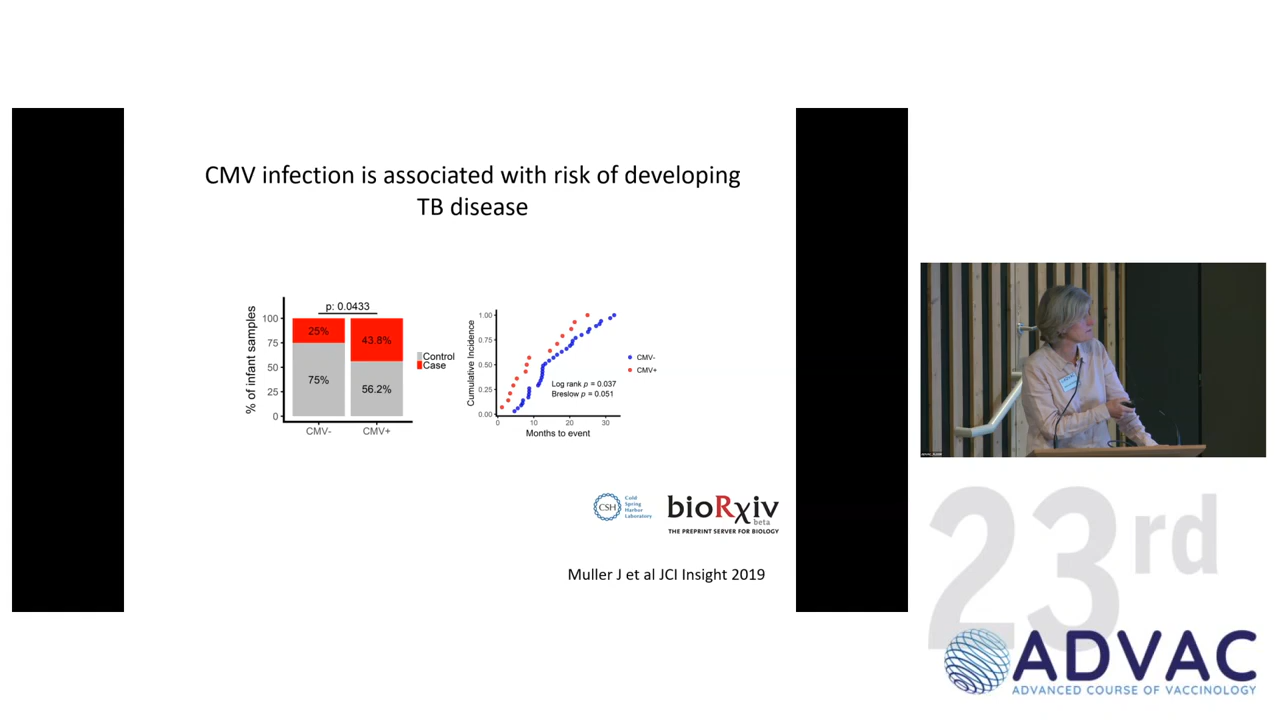 CMV infection is associated with risk of developing
TB disease
p: 0.0433
% of infant samples
100
75
50
25
0
25%
75%
43.8%
56.2%
CMV-
CMV+
Control
Case
Cumulative Incidence
1.00
0.75
0.50
0.25
0.00
0
10
20
30
Months to event
Log rank p = 0.037
Breslow p = 0.051
CMV-
CMV+
CSH
Cold
Spring
Harbor
Laboratory
bioRxiv
beta
THE PREPRINT SERVER FOR BIOLOGY
Muller J et al JCI Insight 2019
23rd
ADVAC
ADVANCED COURSE OF VACCINOLOGY